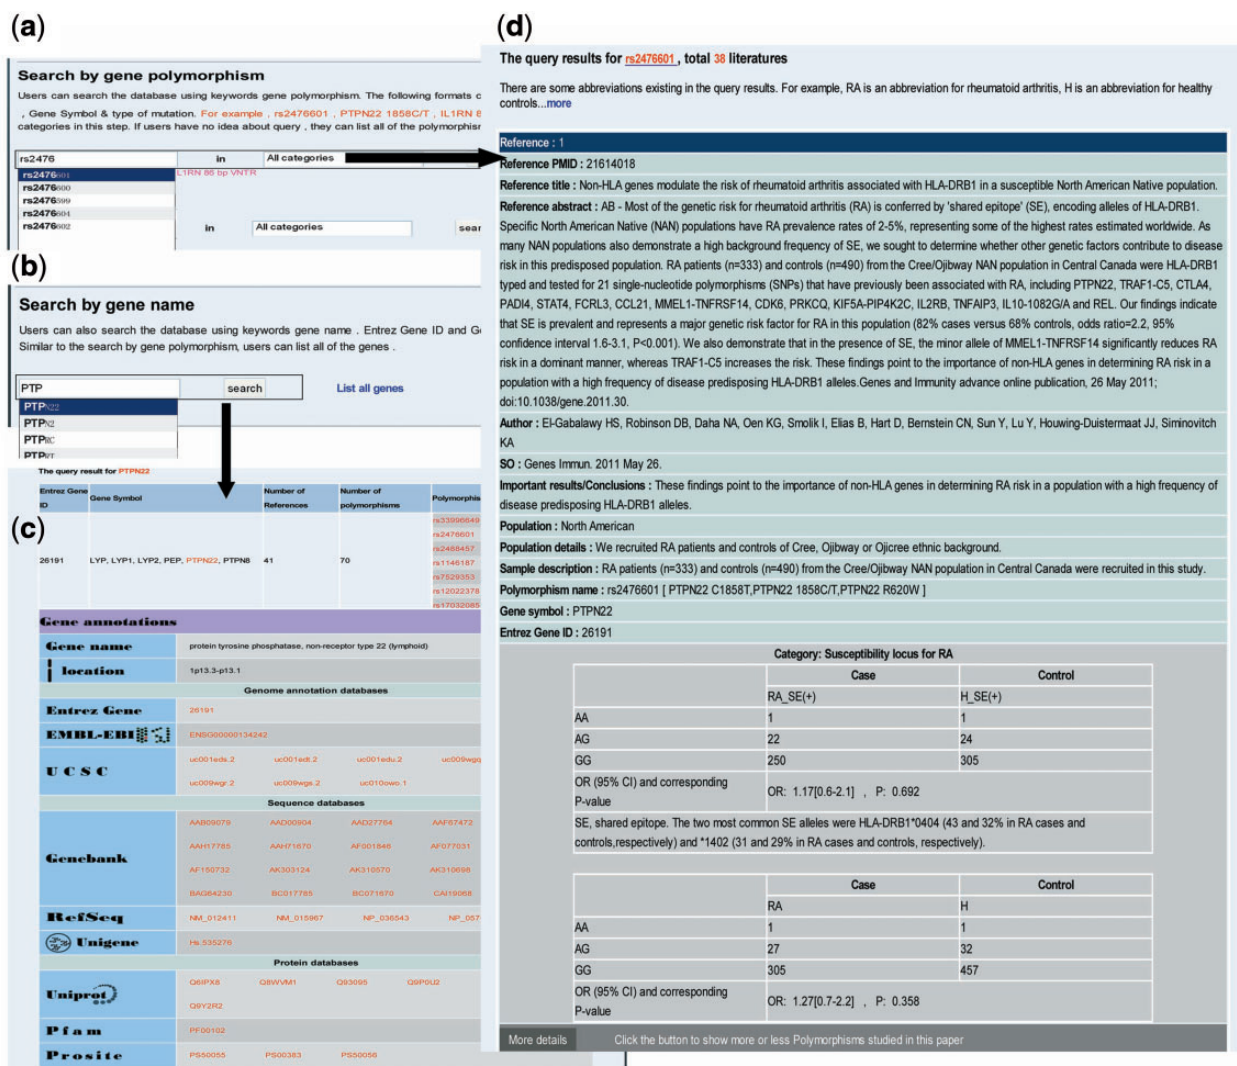 (a)
Search by gene polymorphism
Users can search the database using keywords gene polymorphism. The following formats c
, Gene Symbol & type of mutation. For example , rs2476601 , PTPN22 1858C/T , IL1RN 8
categories in this step. If users have no idea about query , they can list all of the polymorphisr
rs2476 in All categories
rs2476601
L1RN 86 bp VNTR
rs2476600
rs2476599
rs2476604
rs2476602
in All categories sear
(b)
Search by gene name
Users can also search the database using keywords gene name . Entrez Gene ID and Ge
Similar to the search by gene polymorphism, users can list all of the genes .
PTP search List all genes
PTPN22
PTPN2
PTPRC
The query result for PTPN22
Entrez Gene ID Gene Symbol Number of References Number of polymorphisms Polymorphis
(c)
26191 LYP, LYP1, LYP2, PEP, PTPN22, PTPN8 41 70
rs33996649
rs2476601
rs2488457
rs1146187
rs7529353
rs12022378
rs17032085
Gene annotations
Gene name protein tyrosine phosphatase, non-receptor type 22 (lymphoid)
location 1p13.3-p13.1
Genome annotation databases
Entrez Gene 26191
EMBL-EBI ENSG00000134242
UCSC
uc001eds.2 uc001edt.2 uc001edu.2 uc009wgq
uc009wgr.2 uc009wgs.2 uc010owo.1
Sequence databases
Genebank
AAB09079 AAD00904 AAD27764 AAF67472
AAH17785 AAH71670 AF001846 AF077031
AF150732 AK303124 AK310570 AK310698
BAG64230 BC017785 BC071670 CAI19068
RefSeq NM_012411 NM_015967 NP_036543 NP_057
Unigene Hs.535276
Protein databases
Uniprot
Q6IPX8 Q8WVM1 Q93095 Q9P0U2
Q9Y2R2
Pfam PF00102
Prosite PS50055 PS00383 PS50056
(d)
The query results for rs2476601 , total 38 literatures
There are some abbreviations existing in the query results. For example, RA is an abbreviation for rheumatoid arthritis, H is an abbreviation for healthy
controls...more
Reference : 1
Reference PMID : 21614018
Reference title : Non-HLA genes modulate the risk of rheumatoid arthritis associated with HLA-DRB1 in a susceptible North American Native population.
Reference abstract : AB - Most of the genetic risk for rheumatoid arthritis (RA) is conferred by 'shared epitope' (SE), encoding alleles of HLA-DRB1.
Specific North American Native (NAN) populations have RA prevalence rates of 2-5%, representing some of the highest rates estimated worldwide. As
many NAN populations also demonstrate a high background frequency of SE, we sought to determine whether other genetic factors contribute to disease
risk in this predisposed population. RA patients (n=333) and controls (n=490) from the Cree/Ojibway NAN population in Central Canada were HLA-DRB1
typed and tested for 21 single-nucleotide polymorphisms (SNPs) that have previously been associated with RA, including PTPN22, TRAF1-C5, CTLA4,
PADI4, STAT4, FCRL3, CCL21, MMEL1-TNFRSF14, CDK6, PRKCQ, KIF5A-PIP4K2C, IL2RB, TNFAIP3, IL10-1082G/A and REL. Our findings indicate
that SE is prevalent and represents a major genetic risk factor for RA in this population (82% cases versus 68% controls, odds ratio=2.2, 95%
confidence interval 1.6-3.1, P<0.001). We also demonstrate that in the presence of SE, the minor allele of MMEL1-TNFRSF14 significantly reduces RA
risk in a dominant manner, whereas TRAF1-C5 increases the risk. These findings point to the importance of non-HLA genes in determining RA risk in a
population with a high frequency of disease predisposing HLA-DRB1 alleles.Genes and Immunity advance online publication, 26 May 2011;
doi:10.1038/gene.2011.30.
Author : El-Gabalawy HS, Robinson DB, Daha NA, Oen KG, Smolik I, Elias B, Hart D, Bernstein CN, Sun Y, Lu Y, Houwing-Duistermaat JJ, Siminovitch
KA
SO : Genes Immun. 2011 May 26.
Important results/Conclusions : These findings point to the importance of non-HLA genes in determining RA risk in a population with a high frequency of
disease predisposing HLA-DRB1 alleles.
Population : North American
Population details : We recruited RA patients and controls of Cree, Ojibway or Ojicree ethnic background.
Sample description : RA patients (n=333) and controls (n=490) from the Cree/Ojibway NAN population in Central Canada were recruited in this study.
Polymorphism name : rs2476601 [ PTPN22 C1858T,PTPN22 1858C/T,PTPN22 R620W ]
Gene symbol : PTPN22
Entrez Gene ID : 26191
Category: Susceptibility locus for RA
Case Control
RA_SE(+) H_SE(+)
AA 1 1
AG 22 24
GG 250 305
OR (95% CI) and corresponding
P-value
OR: 1.17[0.6-2.1] , P: 0.692
SE, shared epitope. The two most common SE alleles were HLA-DRB1*0404 (43 and 32% in RA cases and
controls,respectively) and *1402 (31 and 29% in RA cases and controls, respectively).
Case Control
RA H
AA 1 1
AG 27 32
GG 305 457
OR (95% CI) and corresponding
P-value
OR: 1.27[0.7-2.2] , P: 0.358
More details Click the button to show more or less Polymorphisms studied in this paper